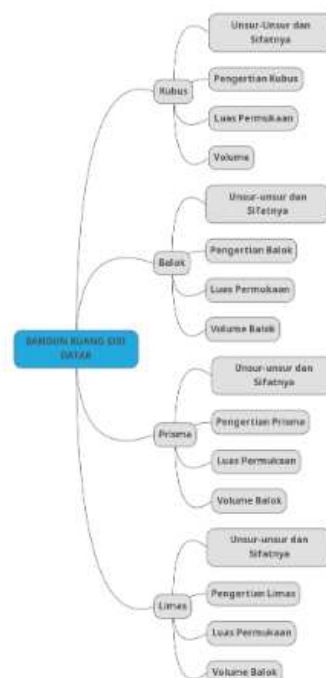 BANGUN RUANG SISI
DATAR
Kubus
Unsur-Unsur dan
Sifatnya
Pengertian Kubus
Luas Permukaan
Volume
Balok
Unsur-unsur dan
Sifatnya
Pengertian Balok
Luas Permukaan
Volume Balok
Prisma
Unsur-unsur dan
Sifatnya
Pengertian Prisma
Luas Permukaan
Volume Balok
Limas
Unsur-unsur dan
Sifatnya
Pengertian Limas
Luas Permukaan
Volume Balok